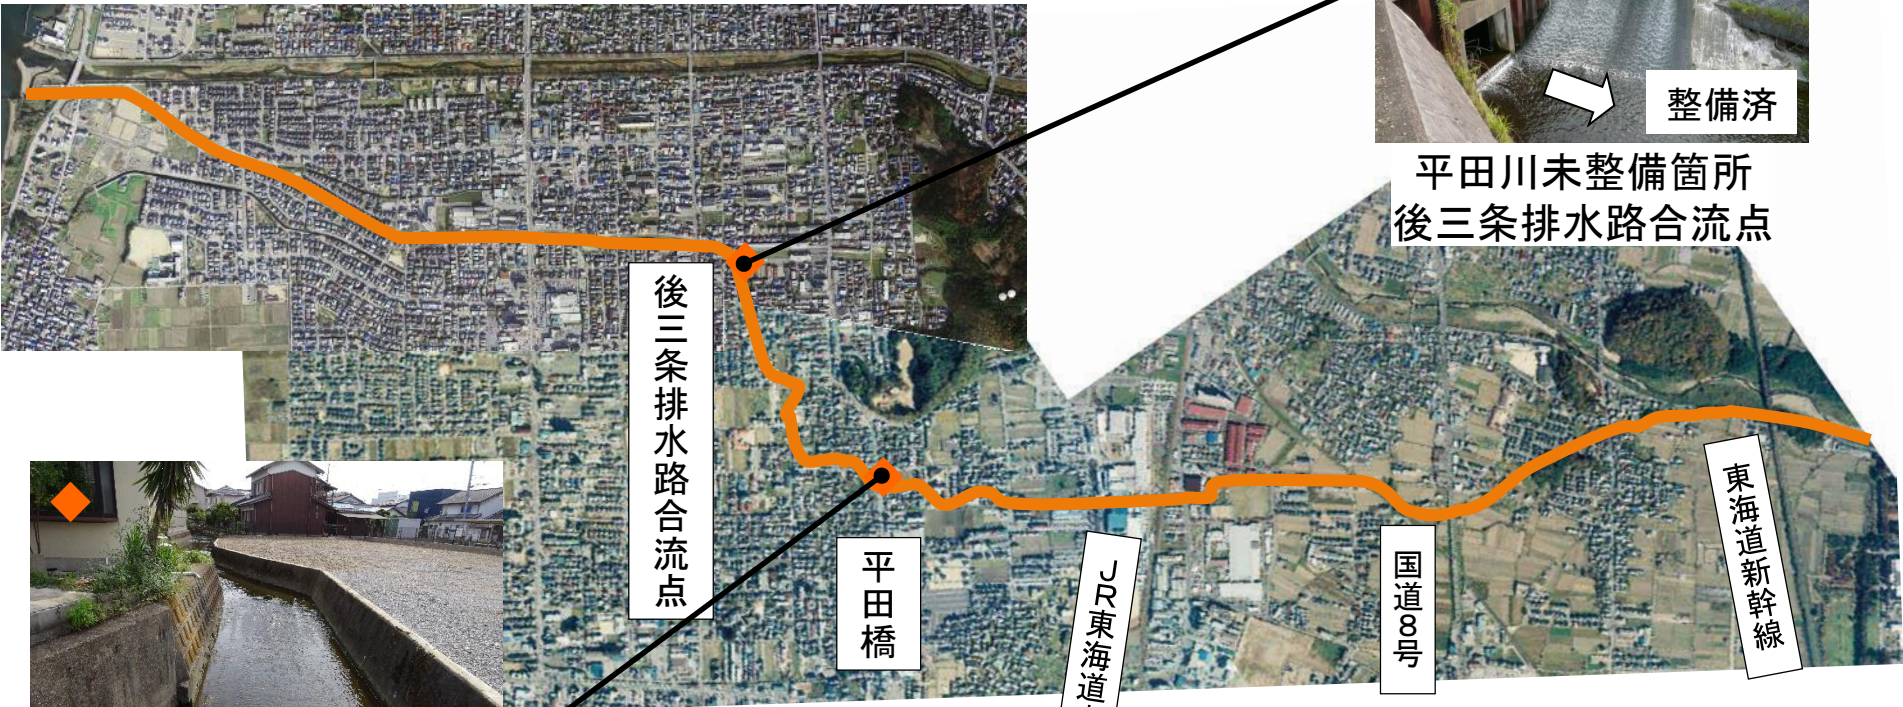 整備済
平田川未整備箇所
後三条排水路合流点
後三条排水路合流点
平田橋
JR東海道
国道8号
東海道新幹線